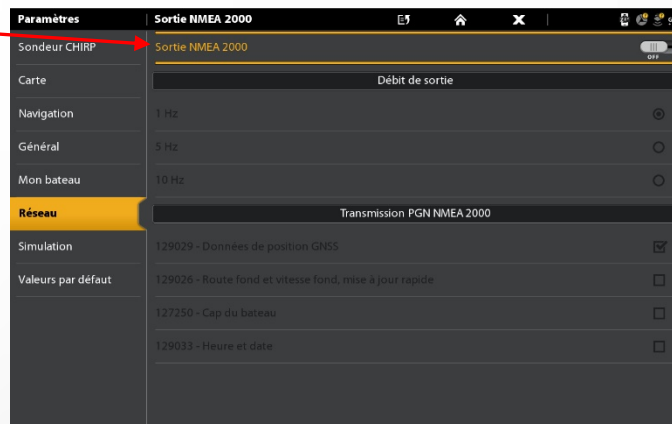 Paramètres
Sortie NMEA 2000
Sondeur CHIRP
Sortie NMEA 2000
OFF
Carte
Débit de sortie
Navigation
1 Hz
Général
5 Hz
Mon bateau
10 Hz
Réseau
Transmission PGN NMEA 2000
Simulation
129029 - Données de position GNSS
Valeurs par défaut
129026 - Route fond et vitesse fond, mise à jour rapide
127250 - Cap du bateau
129033 - Heure et date